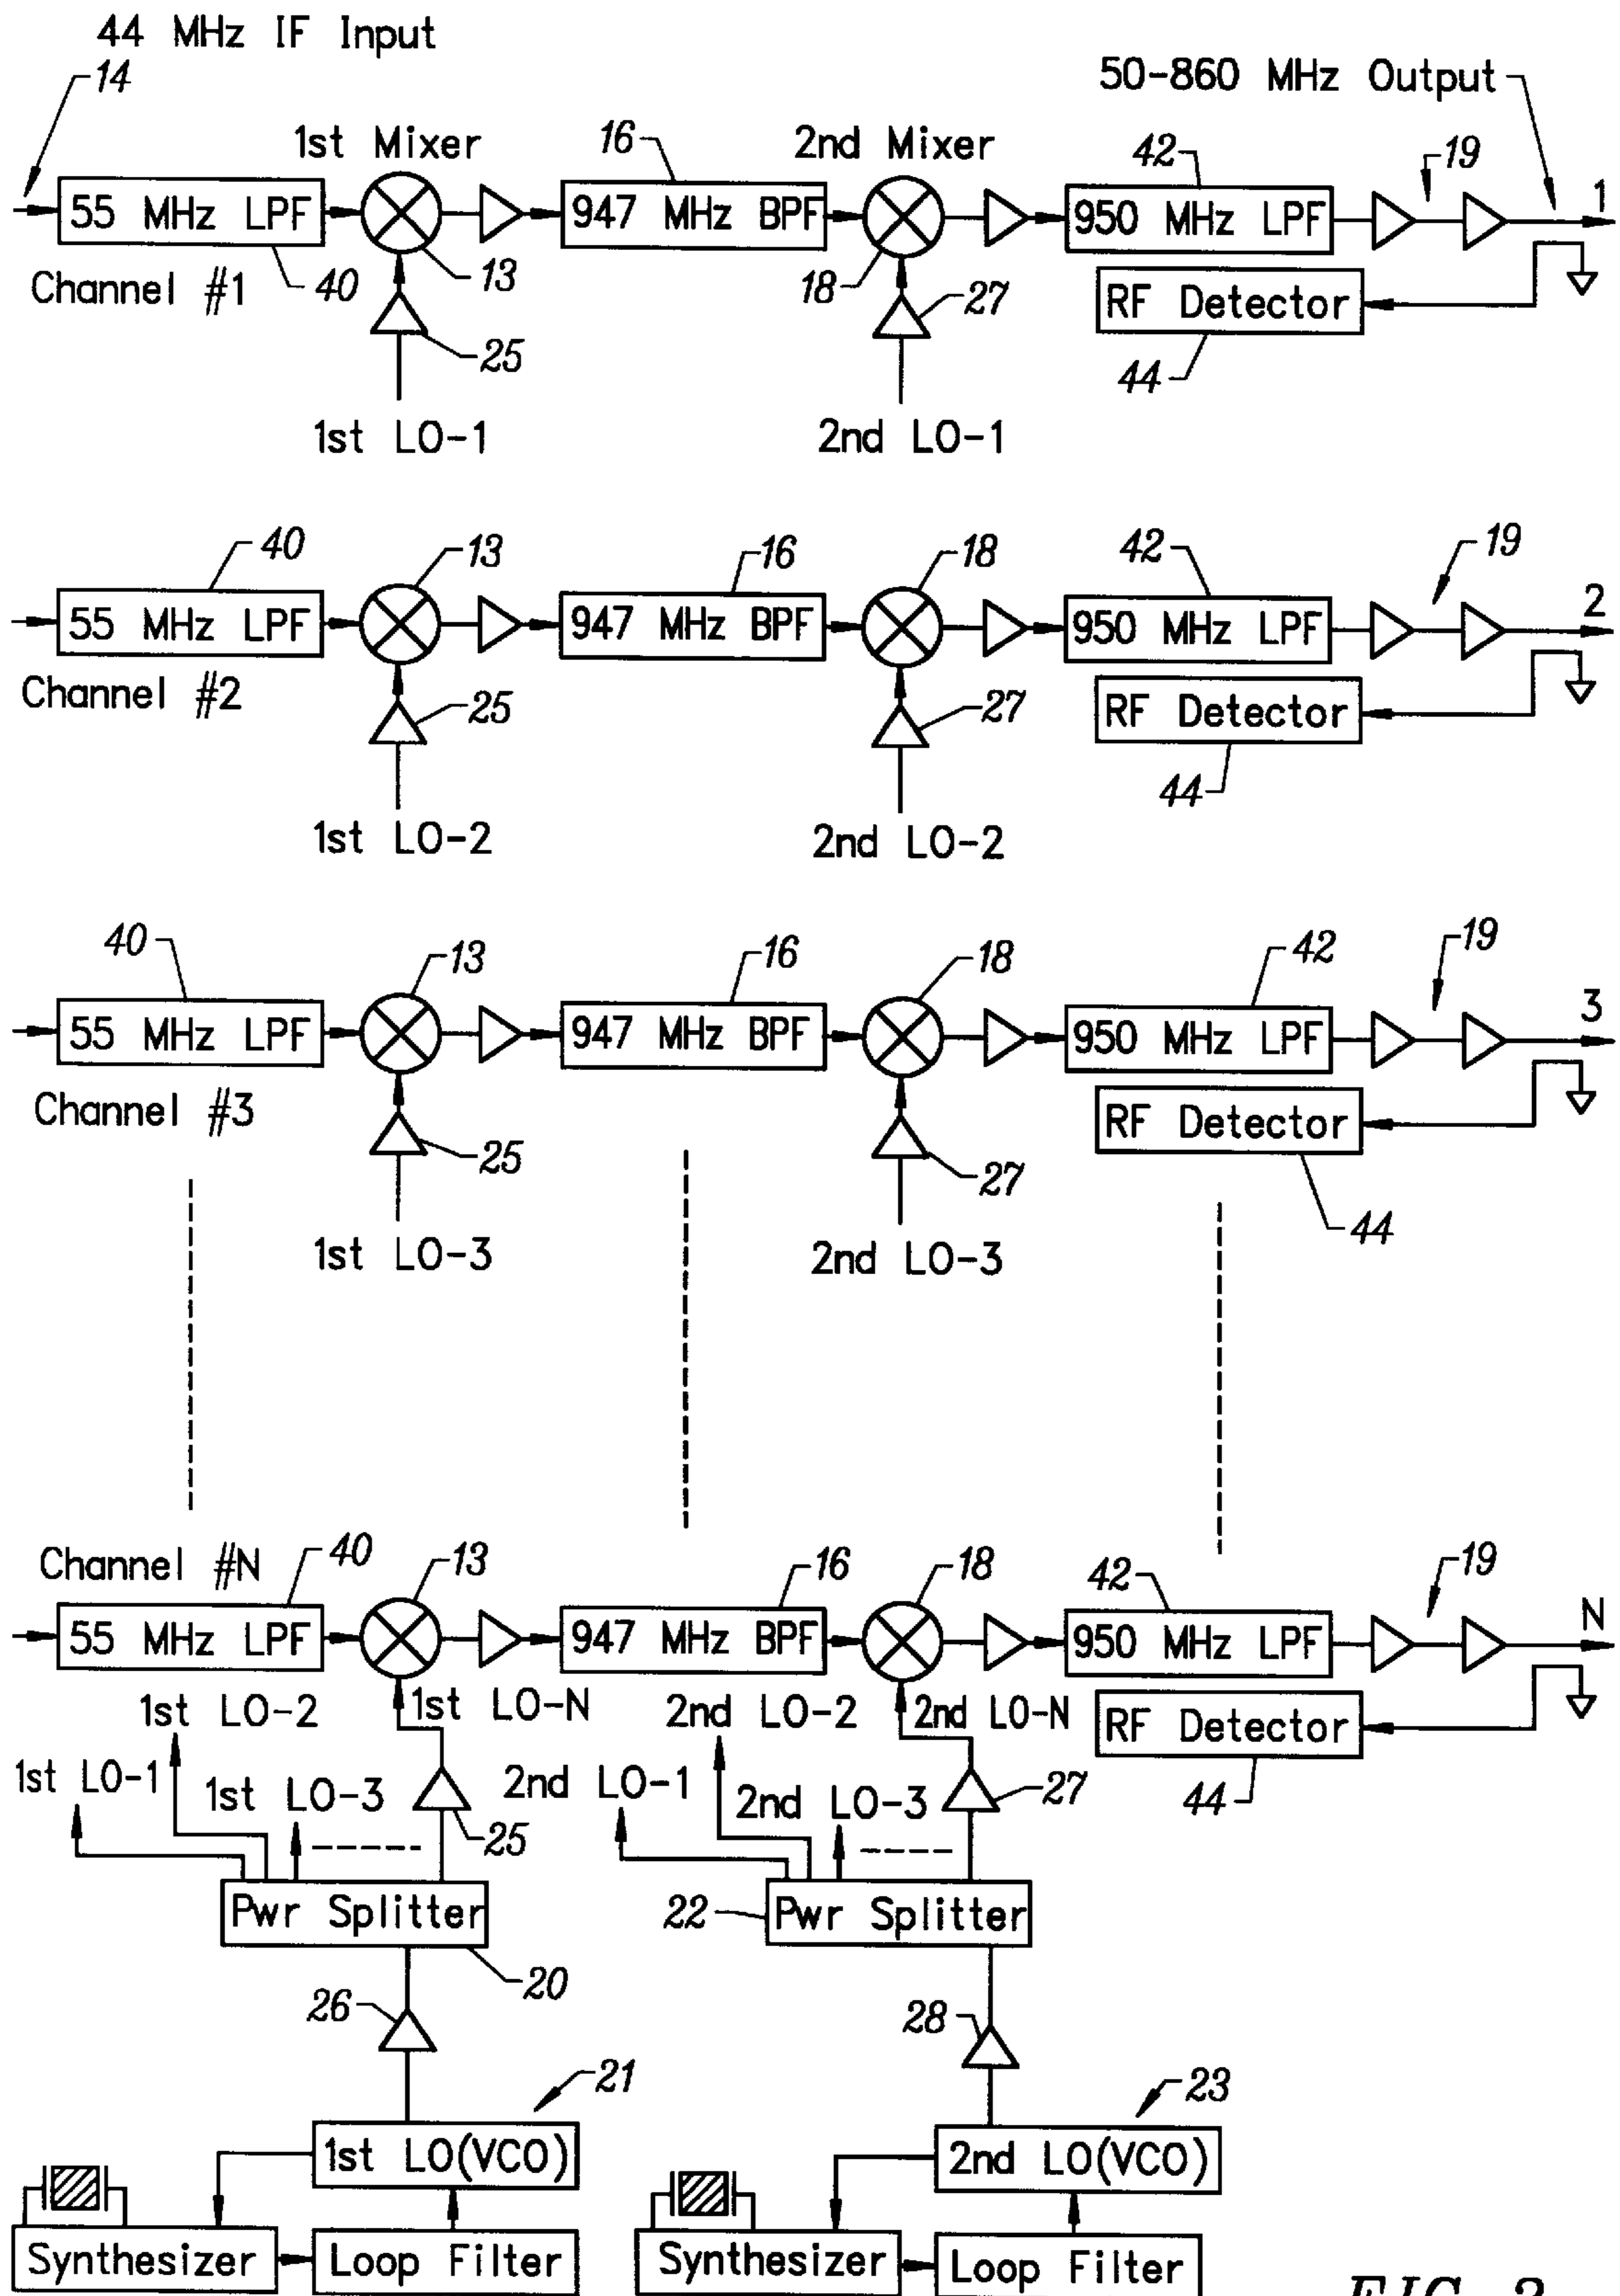 44 MHz IF Input
14
50-860 MHz Output
1st Mixer
16
2nd Mixer
42
19
1
55 MHz LPF
947 MHz BPF
950 MHz LPF
Channel #1
40
13
18
27
RF Detector
25
44
1st LO-1
2nd LO-1
40
13
16
18
42
19
2
55 MHz LPF
947 MHz BPF
950 MHz LPF
Channel #2
25
27
RF Detector
44
1st LO-2
2nd LO-2
40
13
16
18
42
19
3
55 MHz LPF
947 MHz BPF
950 MHz LPF
Channel #3
25
27
RF Detector
44
1st LO-3
2nd LO-3
Channel #N
40
13
16
18
42
19
N
55 MHz LPF
947 MHz BPF
950 MHz LPF
1st LO-2
1st LO-N
2nd LO-2
2nd LO-N
RF Detector
1st LO-1
1st LO-3
2nd LO-1
2nd LO-3
27
44
25
Pwr Splitter
22
Pwr Splitter
20
26
28
21
23
1st LO(VCO)
2nd LO(VCO)
Synthesizer
Loop Filter
Synthesizer
Loop Filter